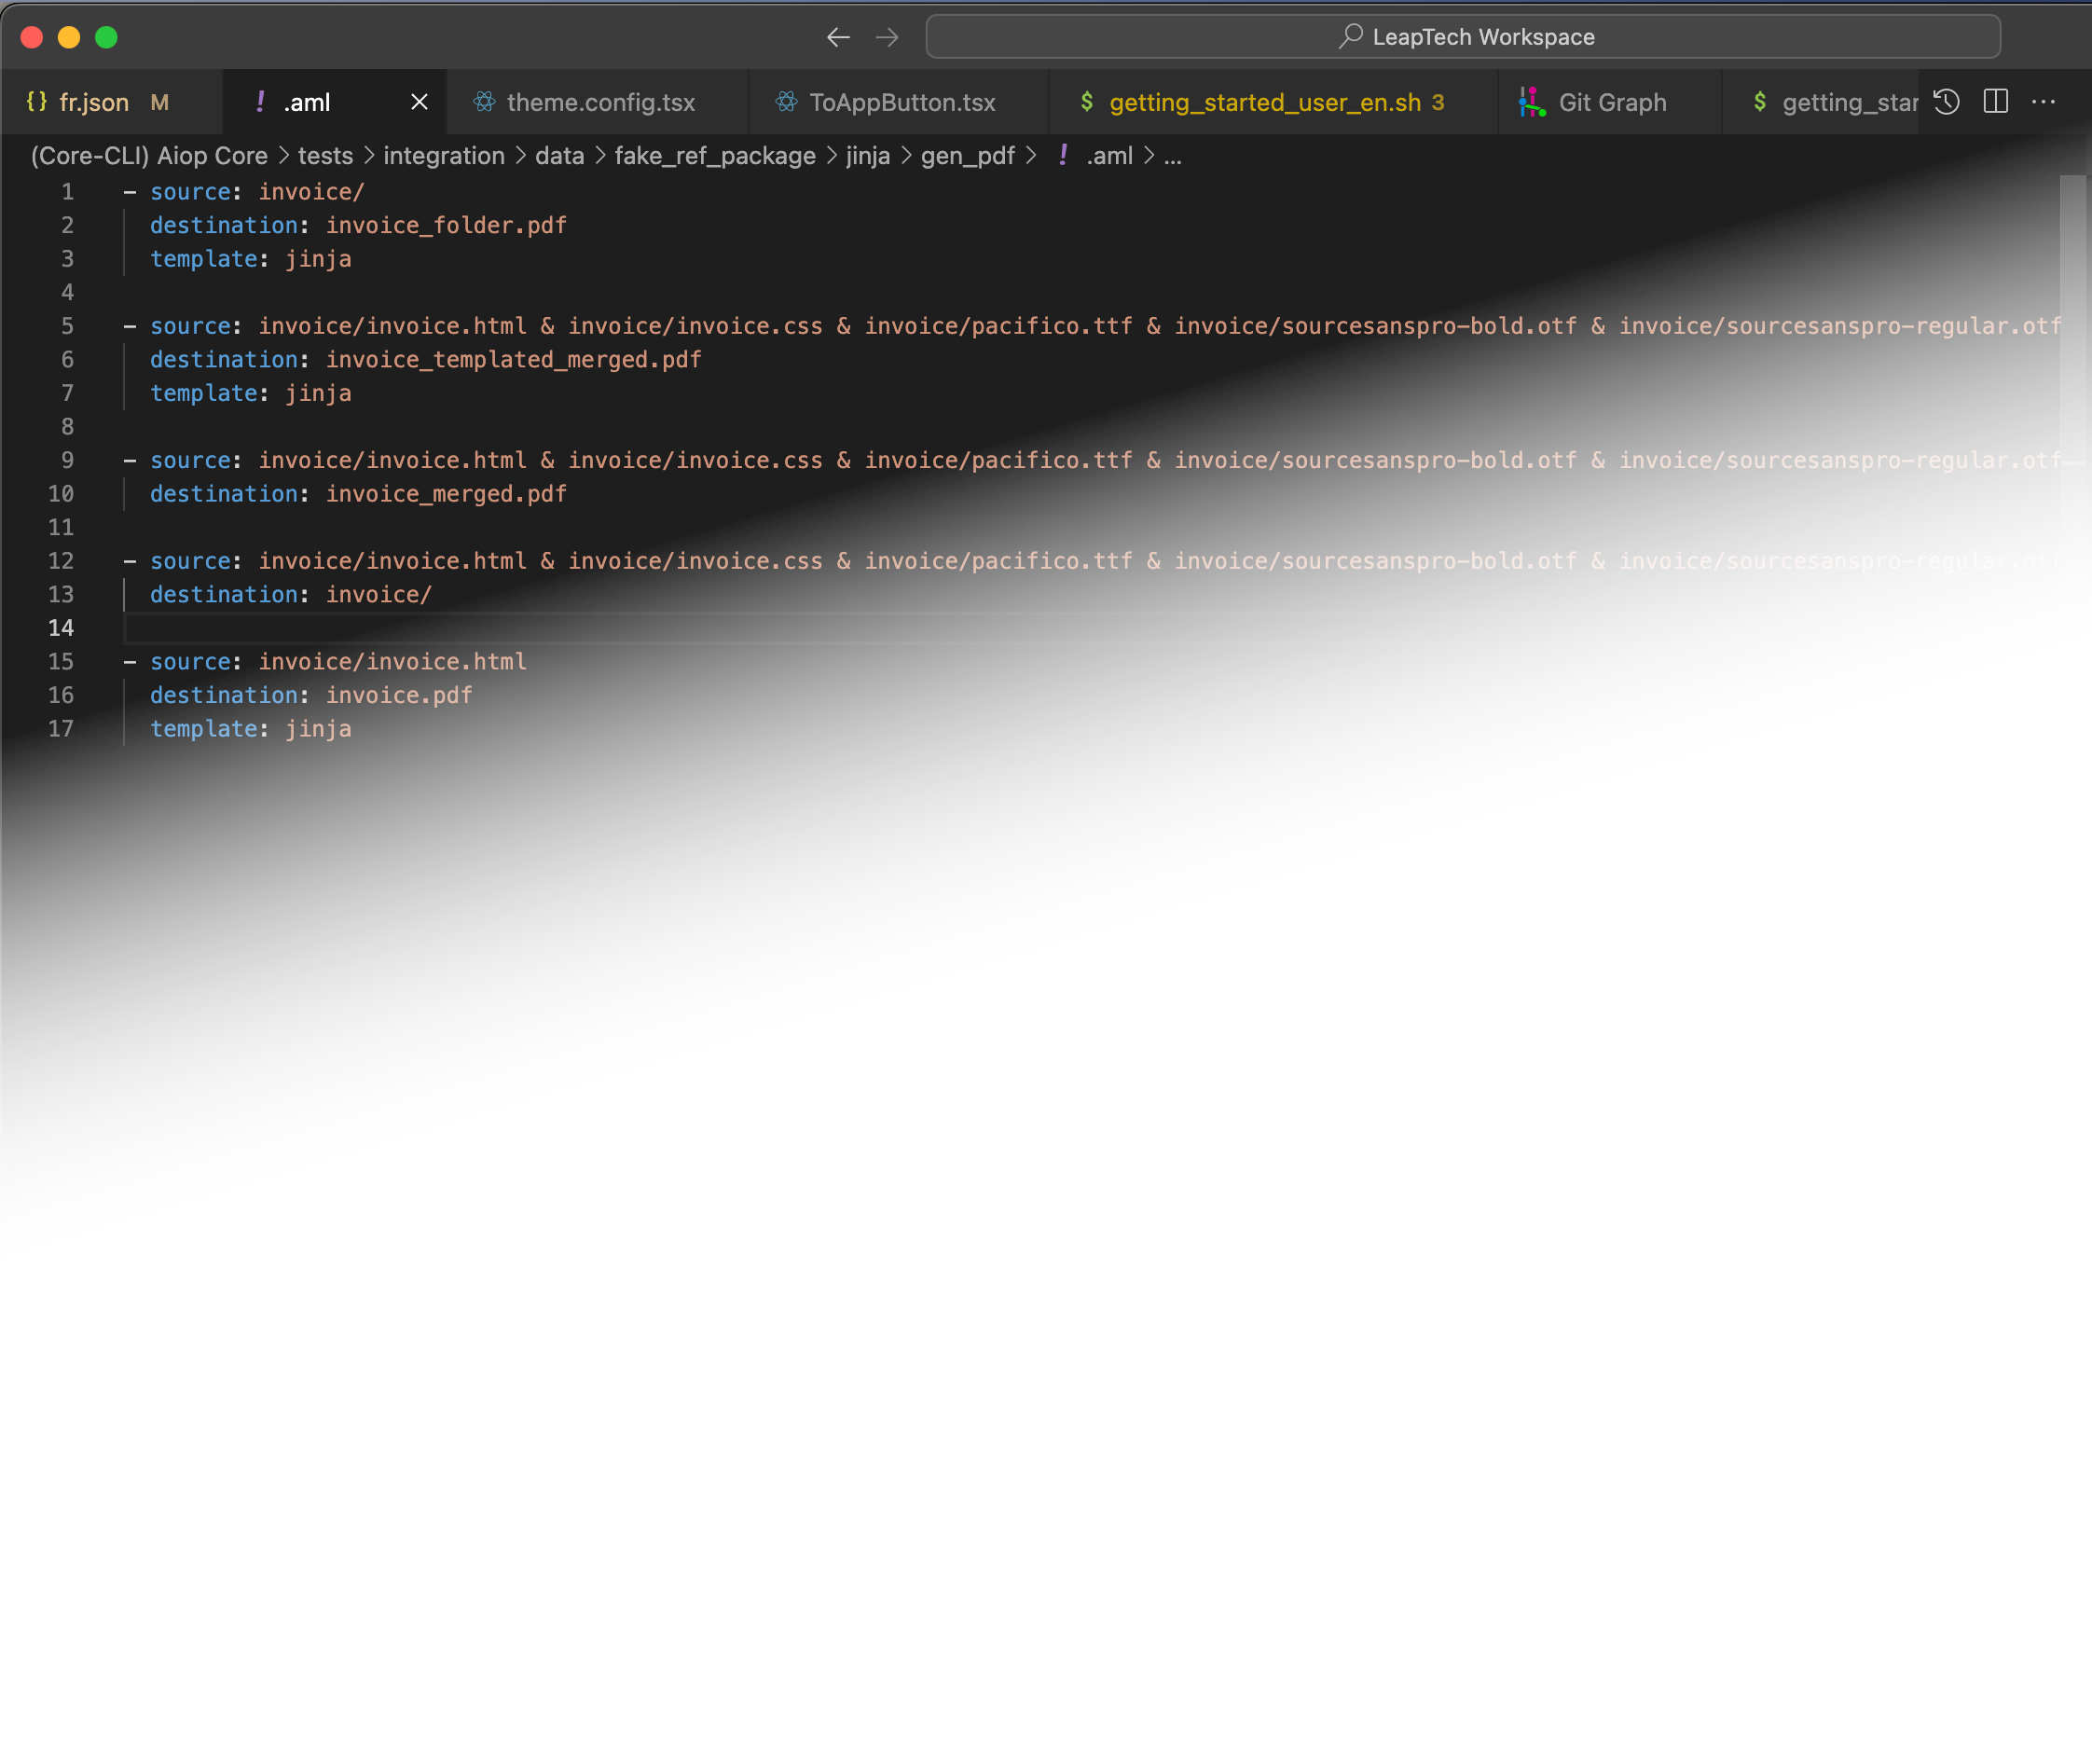 LeapTech Workspace
{} fr.json M
! .aml
theme.config.tsx
ToAppButton.tsx
$ getting_started_user_en.sh 3
Git Graph
$ getting_star
(Core-CLI) Aiop Core > tests > integration > data > fake_ref_package > jinja > gen_pdf > ! .aml > ...
1 - source: invoice/
2 destination: invoice_folder.pdf
3 template: jinja
4
5 - source: invoice/invoice.html & invoice/invoice.css & invoice/pacifico.ttf & invoice/sourcesanspro-bold.otf & invoice/sourcesanspro-regular.otf
6 destination: invoice_templated_merged.pdf
7 template: jinja
8
9 - source: invoice/invoice.html & invoice/invoice.css & invoice/pacifico.ttf & invoice/sourcesanspro-bold.otf & invoice/sourcesanspro-regular.otf
10 destination: invoice_merged.pdf
11
12 - source: invoice/invoice.html & invoice/invoice.css & invoice/pacifico.ttf & invoice/sourcesanspro-bold.otf & invoice/sourcesanspro-regular.otf
13 destination: invoice/
14
15 - source: invoice/invoice.html
16 destination: invoice.pdf
17 template: jinja